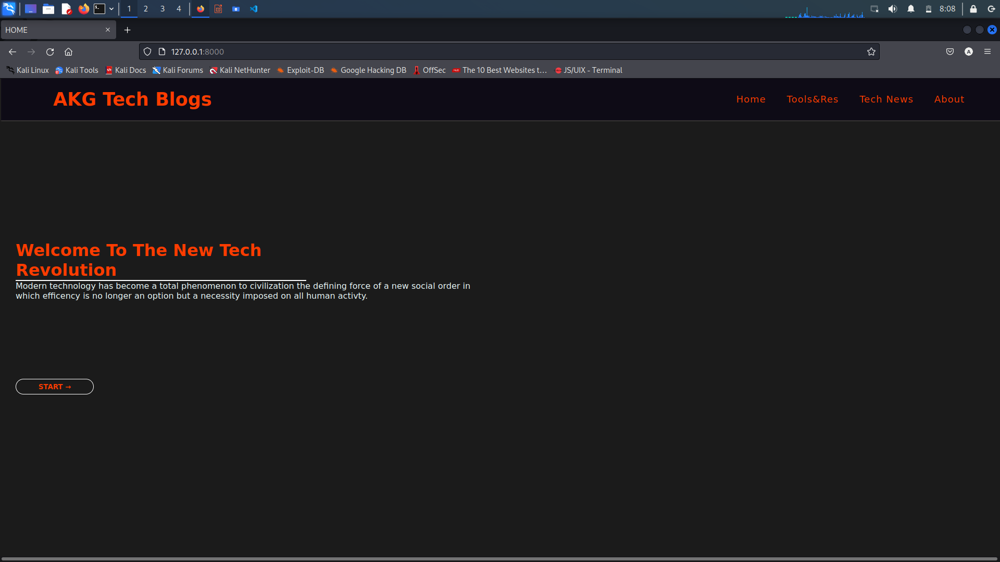 1 2 3 4 8:08
HOME
127.0.0.1:8000
Kali Linux Kali Tools Kali Docs Kali Forums Kali NetHunter Exploit-DB Google Hacking DB OffSec The 10 Best Websites t... JS/UIX - Terminal
AKG Tech Blogs Home Tools&Res Tech News About
Welcome To The New Tech
Revolution
Modern technology has become a total phenomenon to civilization the defining force of a new social order in
which efficency is no longer an option but a necessity imposed on all human activty.
START →